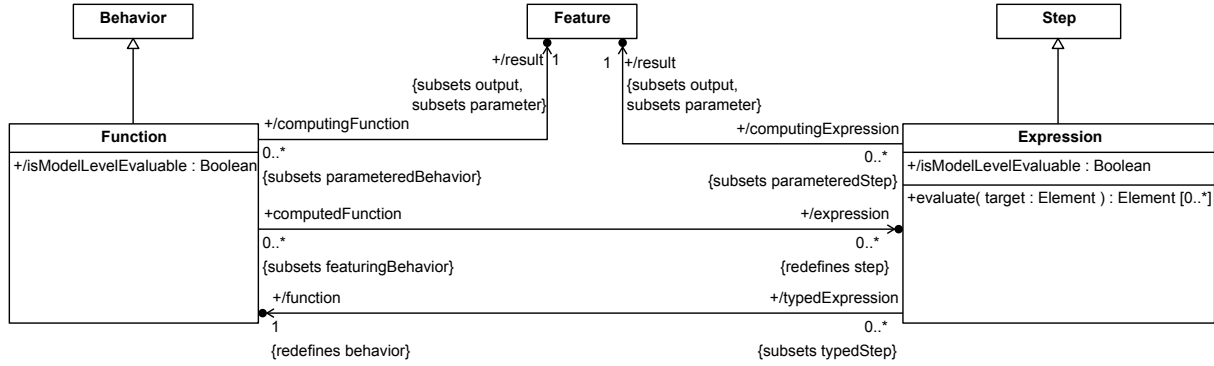 Behavior
Feature
Step
+/result 1
1 +/result
{subsets output,
subsets parameter}
{subsets output,
subsets parameter}
Function
+/isModelLevelEvaluable : Boolean
+/computingFunction
0..*
{subsets parameteredBehavior}
+/computingExpression
0..*
{subsets parameteredStep}
Expression
+/isModelLevelEvaluable : Boolean
+evaluate( target : Element ) : Element [0..*]
+computedFunction
0..*
{subsets featuringBehavior}
+/expression
0..*
{redefines step}
+/function
1
{redefines behavior}
+/typedExpression
0..*
{subsets typedStep}